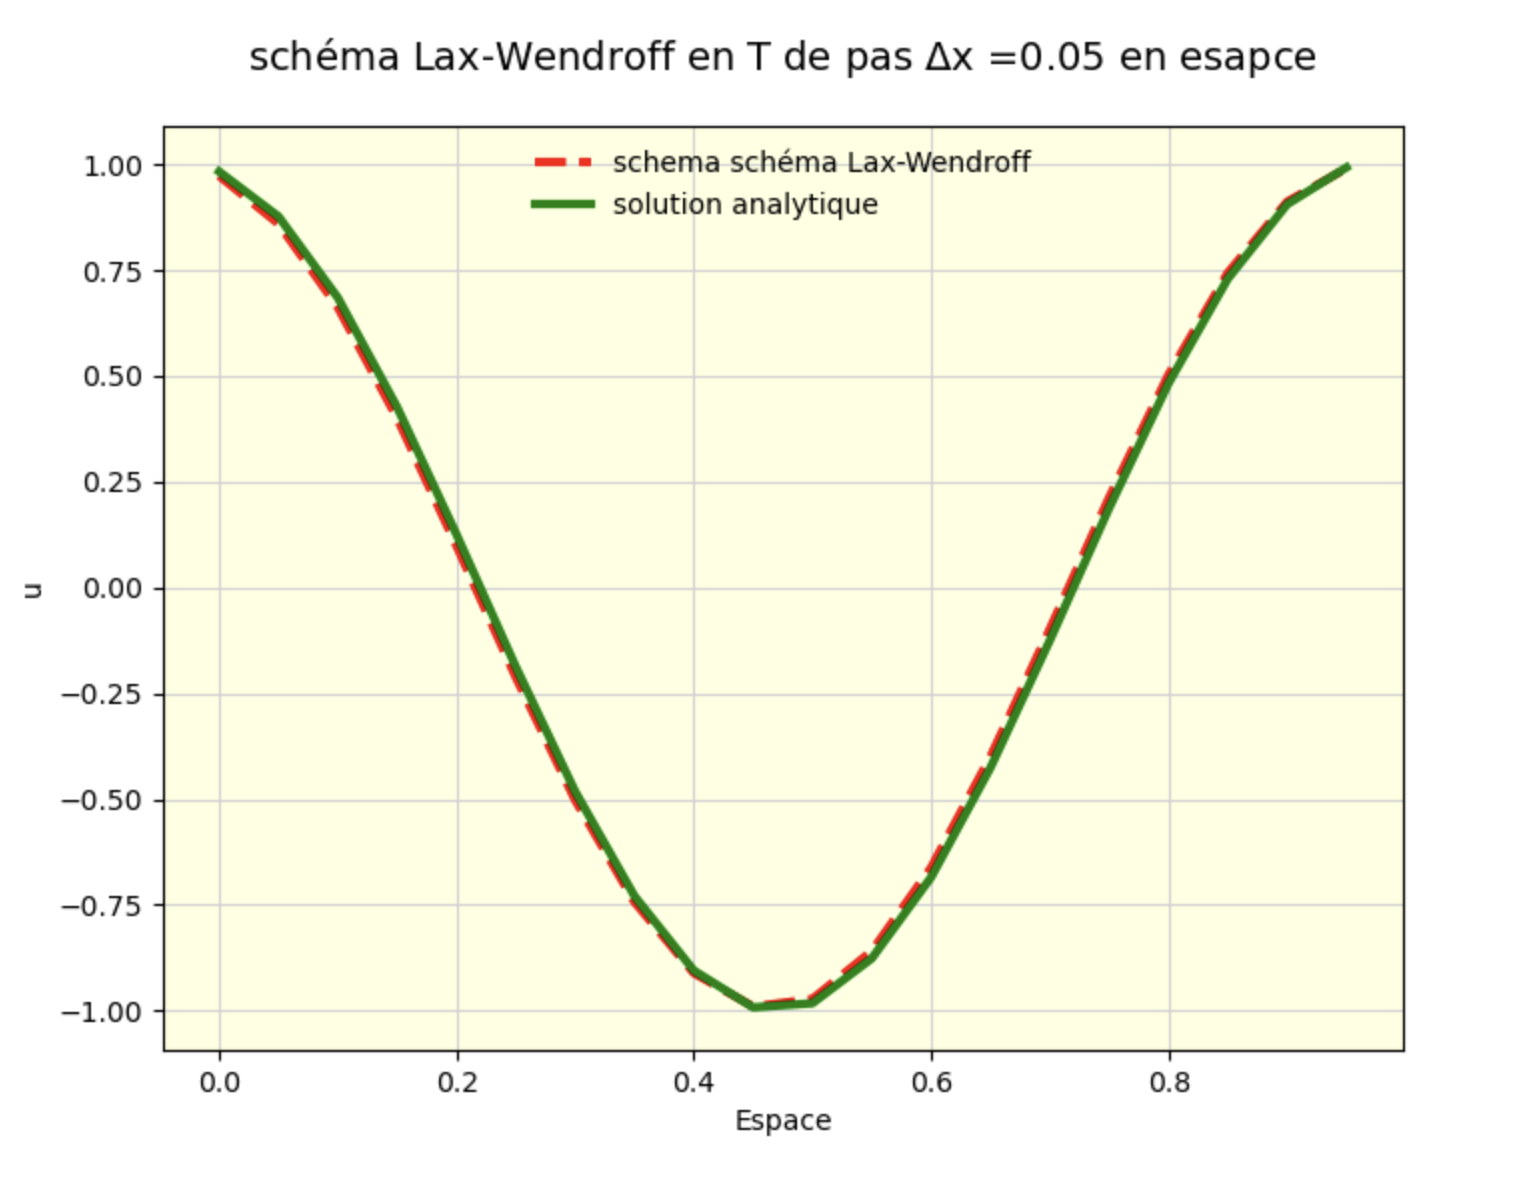 schéma Lax-Wendroff en T de pas Δx =0.05 en esapce
schema schéma Lax-Wendroff
solution analytique
1.00
0.75
0.50
0.25
0.00
−0.25
−0.50
−0.75
−1.00
u
0.0 0.2 0.4 0.6 0.8
Espace